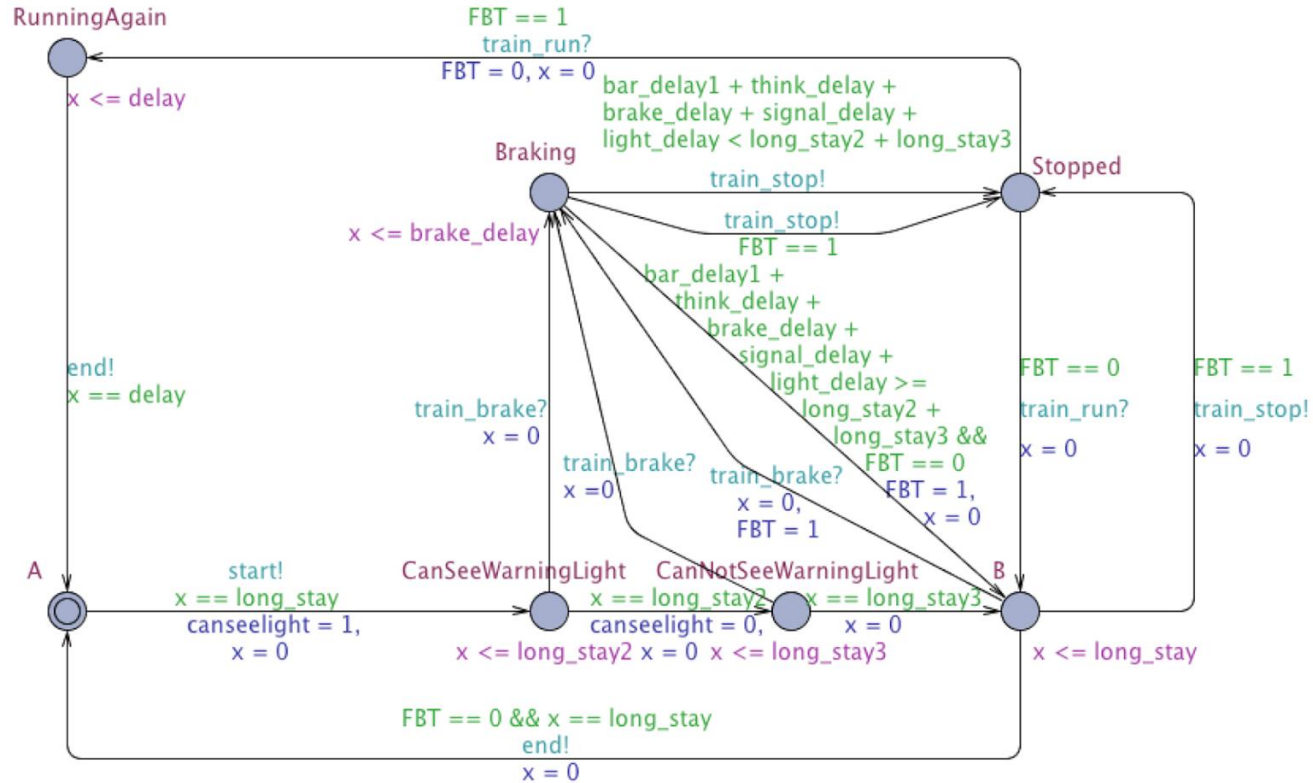 RunningAgain
FBT == 1
train_run?
FBT = 0, x = 0
x <= delay
bar_delay1 + think_delay +
brake_delay + signal_delay +
light_delay < long_stay2 + long_stay3
Braking
Stopped
train_stop!
train_stop!
FBT == 1
x <= brake_delay
bar_delay1 +
think_delay +
brake_delay +
signal_delay +
light_delay >=
long_stay2 +
long_stay3 &&
FBT == 0
FBT = 1,
x = 0
end!
x == delay
train_brake?
x = 0
train_brake?
x =0
train_brake?
x = 0,
FBT = 1
FBT == 0
train_run?
x = 0
FBT == 1
train_stop!
x = 0
A
start!
x == long_stay
canseelight = 1,
x = 0
CanSeeWarningLight
x <= long_stay2
x == long_stay2
canseelight = 0,
x = 0
CanNotSeeWarningLight
x <= long_stay3
x == long_stay3
x = 0
B
x <= long_stay
FBT == 0 && x == long_stay
end!
x = 0